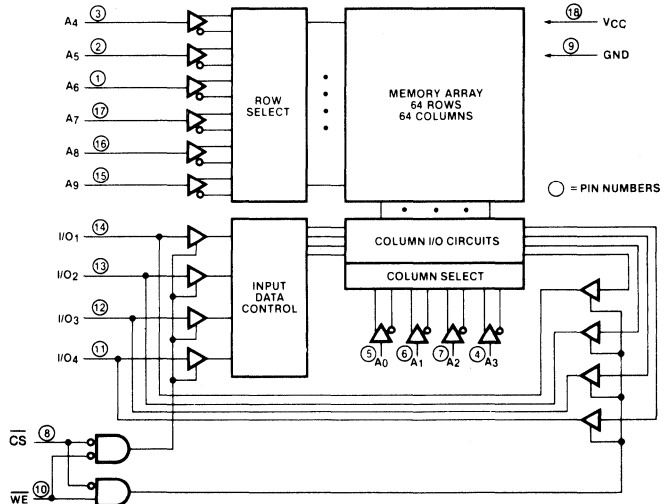 A4 3
A5 2
A6 1
A7 17
A8 16
A9 15
ROW
SELECT
MEMORY ARRAY
64 ROWS
64 COLUMNS
18 VCC
9 GND
= PIN NUMBERS
I/O1 14
I/O2 13
I/O3 12
I/O4 11
INPUT
DATA
CONTROL
COLUMN I/O CIRCUITS
COLUMN SELECT
5 A0
6 A1
7 A2
4 A3
CS 8
WE 10